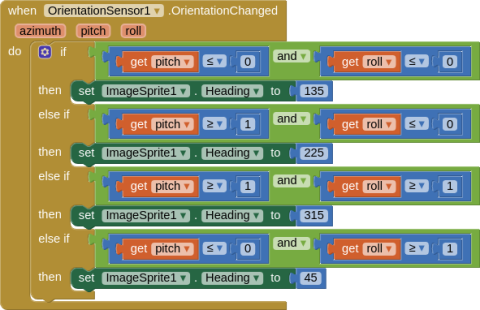 when OrientationSensor1 .OrientationChanged
azimuth pitch roll
do if get pitch ≤ 0 and get roll ≤ 0
then set ImageSprite1 . Heading to 135
else if get pitch ≥ 1 and get roll ≤ 0
then set ImageSprite1 . Heading to 225
else if get pitch ≥ 1 and get roll ≥ 1
then set ImageSprite1 . Heading to 315
else if get pitch ≤ 0 and get roll ≥ 1
then set ImageSprite1 . Heading to 45